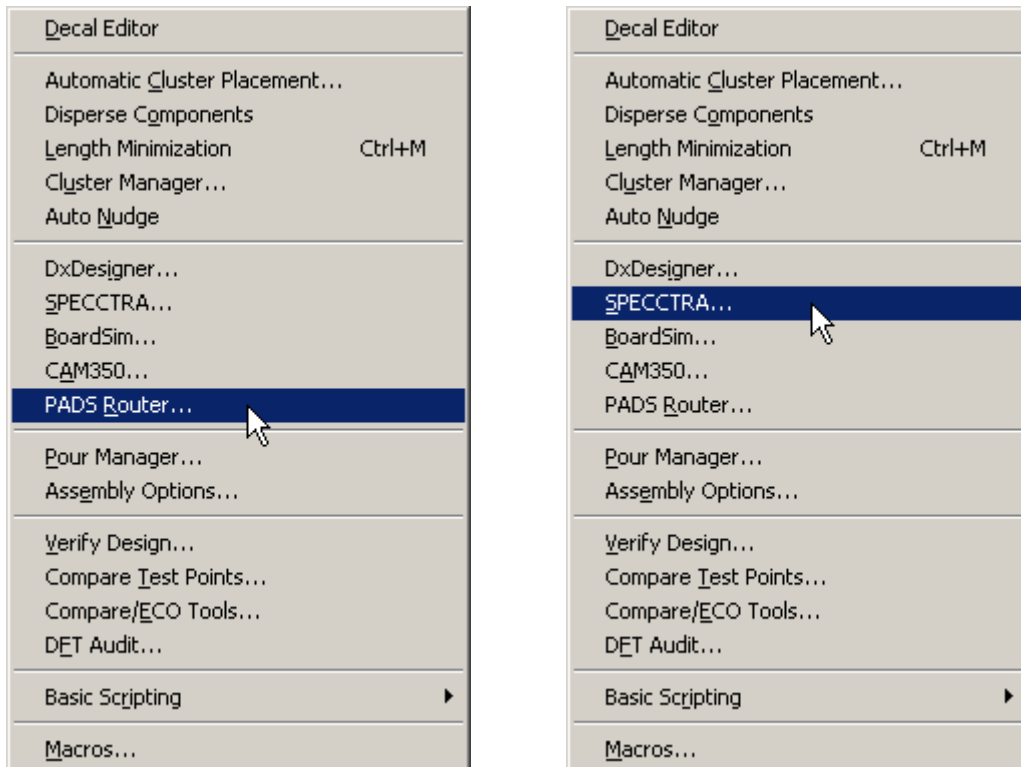 Decal Editor
Automatic Cluster Placement...
Disperse Components
Length Minimization Ctrl+M
Cluster Manager...
Auto Nudge
DxDesigner...
SPECCTRA...
BoardSim...
CAM350...
PADS Router...
Pour Manager...
Assembly Options...
Verify Design...
Compare Test Points...
Compare/ECO Tools...
DFT Audit...
Basic Scripting
Macros...
Decal Editor
Automatic Cluster Placement...
Disperse Components
Length Minimization Ctrl+M
Cluster Manager...
Auto Nudge
DxDesigner...
SPECCTRA...
BoardSim...
CAM350...
PADS Router...
Pour Manager...
Assembly Options...
Verify Design...
Compare Test Points...
Compare/ECO Tools...
DFT Audit...
Basic Scripting
Macros...